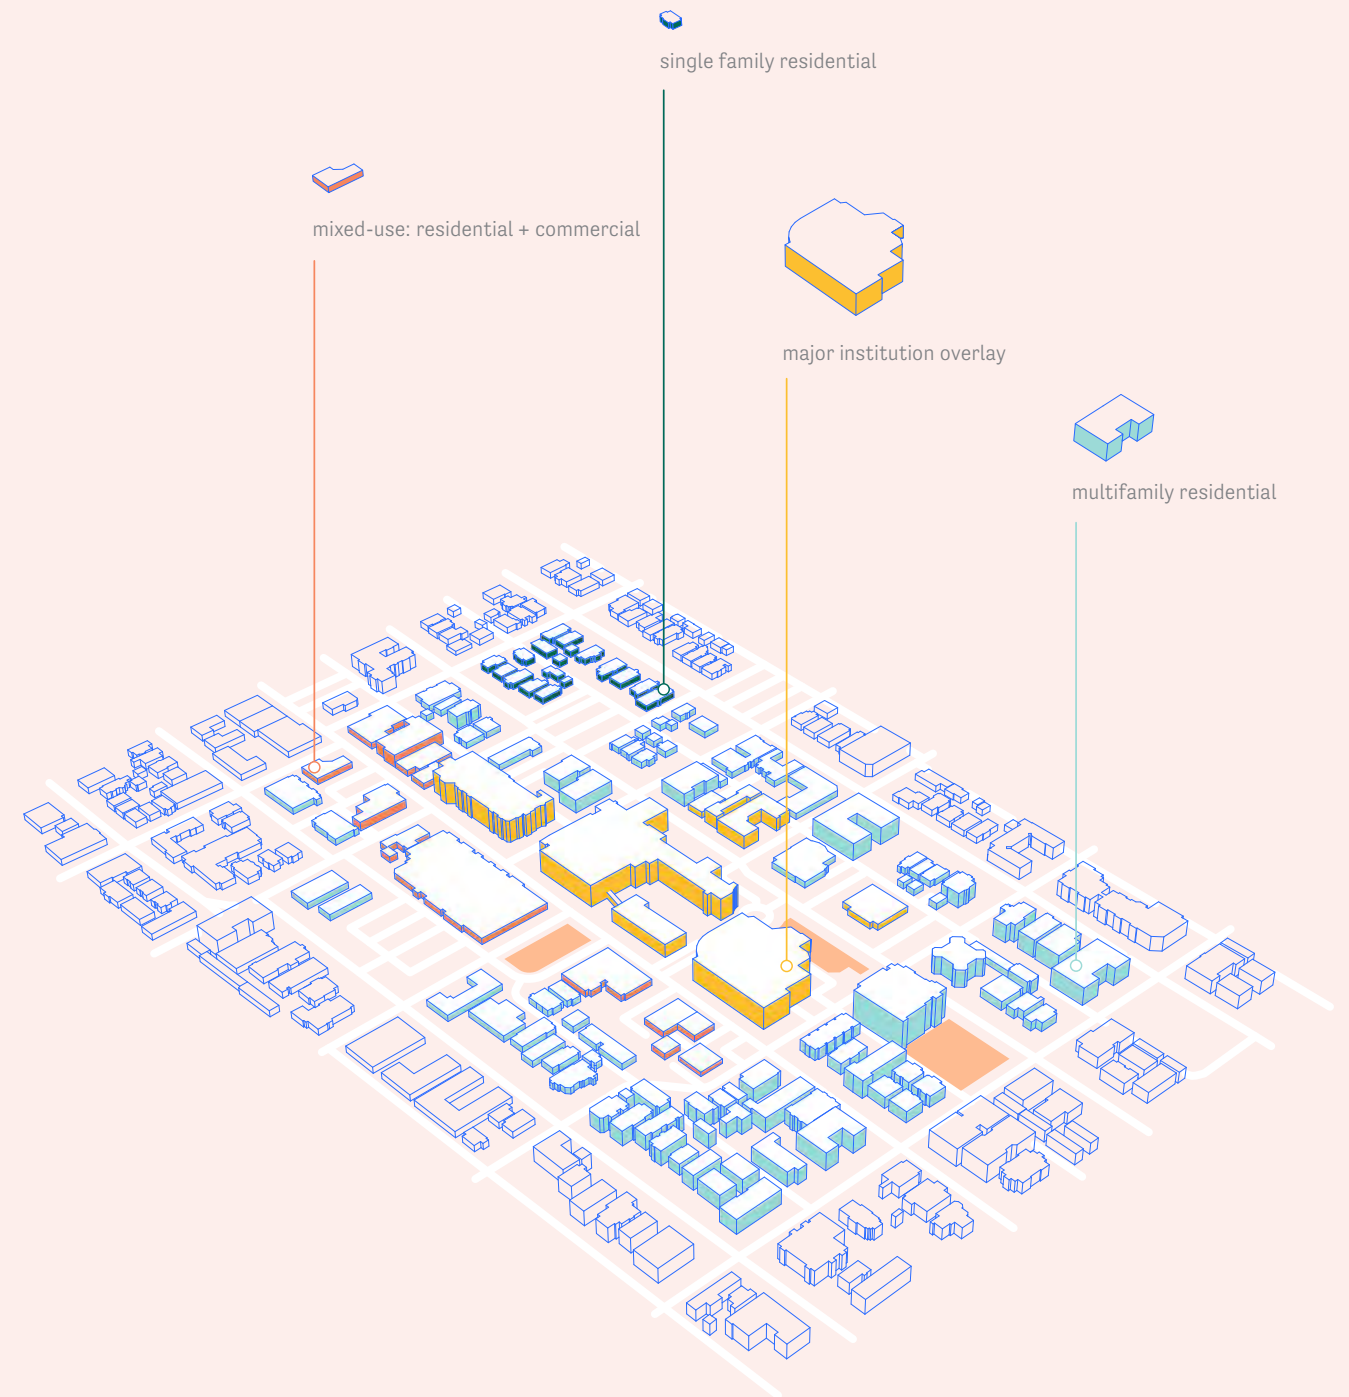 single family residential
mixed-use: residential + commercial
major institution overlay
multifamily residential